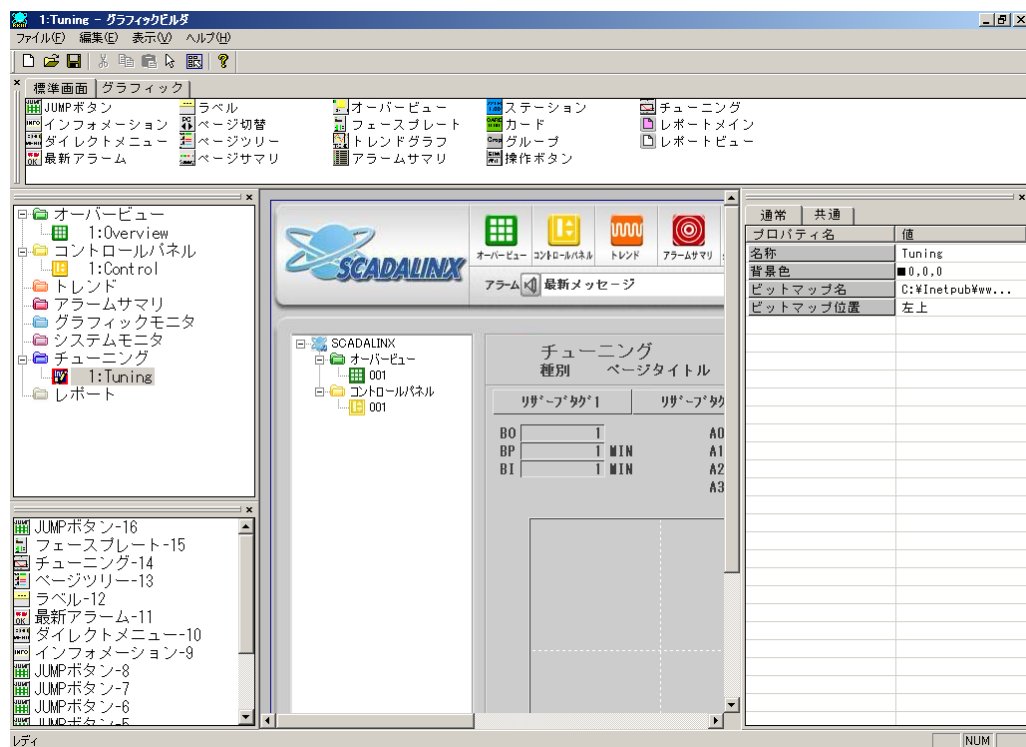 1:Tuning - グラフィックビルダ
ファイル(F) 編集(E) 表示(V) ヘルプ(H)
標準画面 グラフィック
JUMPボタン ラベル オーバービュー ステーション チューニング
インフォメーション ページ切替 フェースプレート カード レポートメイン
ダイレクトメニュー ページツリー トレンドグラフ グループ レポートビュー
最新アラーム ページサマリ アラームサマリ 操作ボタン
オーバービュー
1:Overview
コントロールパネル
1:Control
トレンド
アラームサマリ
グラフィックモニタ
システムモニタ
チューニング
1:Tuning
レポート
JUMPボタン-16
フェースプレート-15
チューニング-14
ページツリー-13
ラベル-12
最新アラーム-11
ダイレクトメニュー-10
インフォメーション-9
JUMPボタン-8
JUMPボタン-7
JUMPボタン-6
JUMPボタン-5
SCADALINX
オーバービュー コントロールパネル トレンド アラームサマリ
アラーム 最新メッセージ
SCADALINX
オーバービュー
001
コントロールパネル
001
チューニング
種別 ページタイトル
リザーブタグ1 リザーブタグ
BO 1 A0
BP 1 MIN A1
BI 1 MIN A2
A3
通常 共通
プロパティ名 値
名称 Tuning
背景色 ■0,0,0
ビットマップ名 C:¥Inetpub¥ww...
ビットマップ位置 左上
レディ NUM